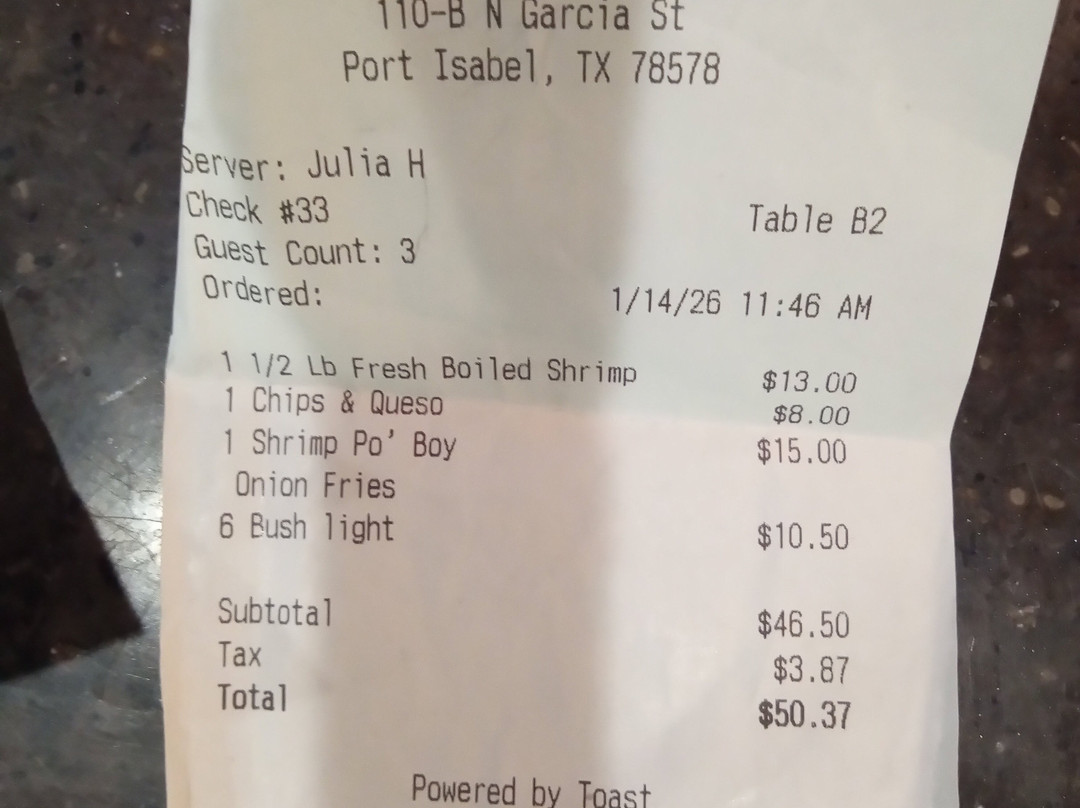 110-B N Garcia St
Port Isabel, TX 78578
Server: Julia H
Check #33 Table B2
Guest Count: 3
Ordered: 1/14/26 11:46 AM
1 1/2 Lb Fresh Boiled Shrimp $13.00
1 Chips & Queso $8.00
1 Shrimp Po' Boy $15.00
Onion Fries
6 Bush light $10.50
Subtotal $46.50
Tax $3.87
Total $50.37
Powered by Toast